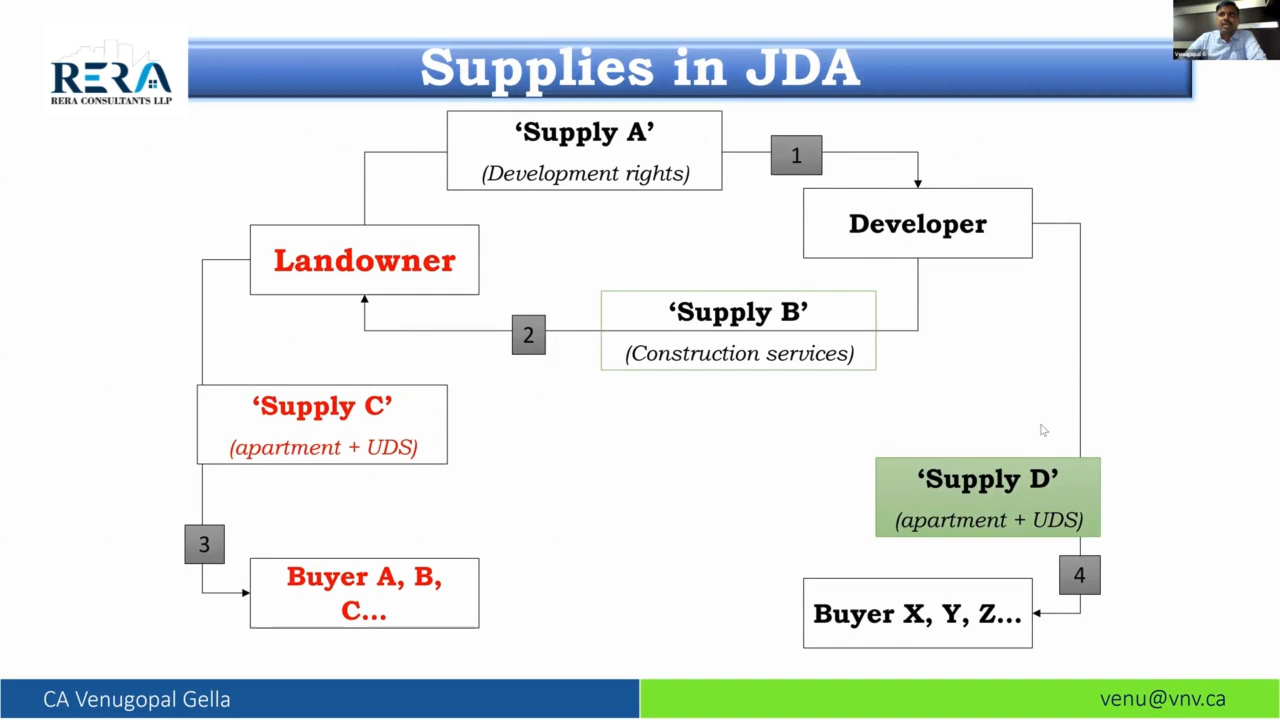 RERA
RERA CONSULTANTS LLP
Supplies in JDA
Venugopal G
‘Supply A’
(Development rights)
1
Developer
Landowner
‘Supply B’
(Construction services)
2
‘Supply C’
(apartment + UDS)
‘Supply D’
(apartment + UDS)
3
4
Buyer A, B,
C...
Buyer X, Y, Z...
CA Venugopal Gella
venu@vnv.ca